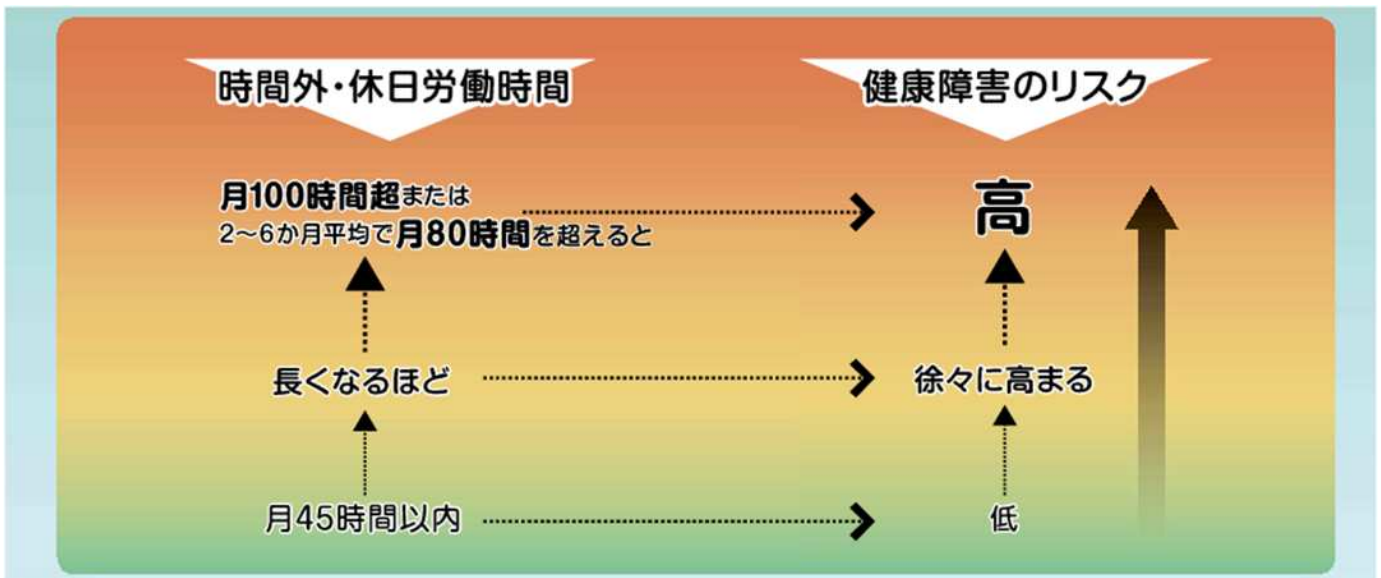 時間外・休日労働時間
健康障害のリスク
月100時間超または
2〜6か月平均で月80時間を超えると
高
長くなるほど
徐々に高まる
月45時間以内
低